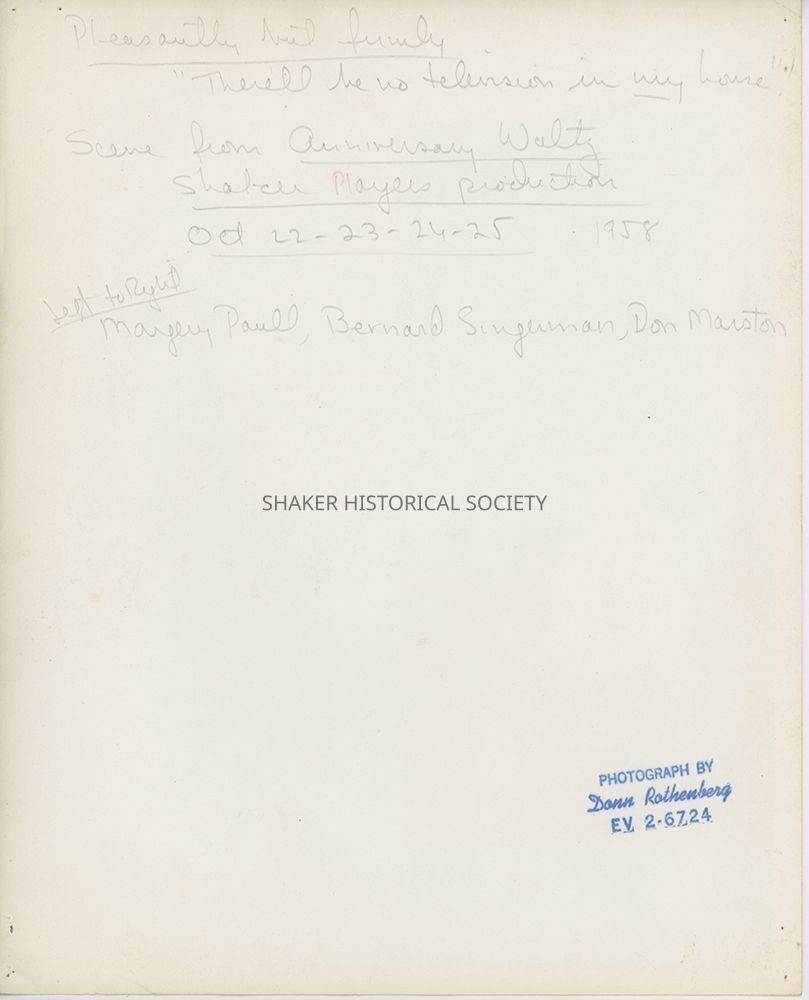 Pleasantly but firmly
"There'll be no television in my house".
Scene from Anniversary Waltz
Shaker Players production
Oct 22-23-24-25 1958
Left to Right
Margery Paull, Bernard Singerman, Don Marston
SHAKER HISTORICAL SOCIETY
PHOTOGRAPH BY
Donn Rothenberg
EV. 2-6724